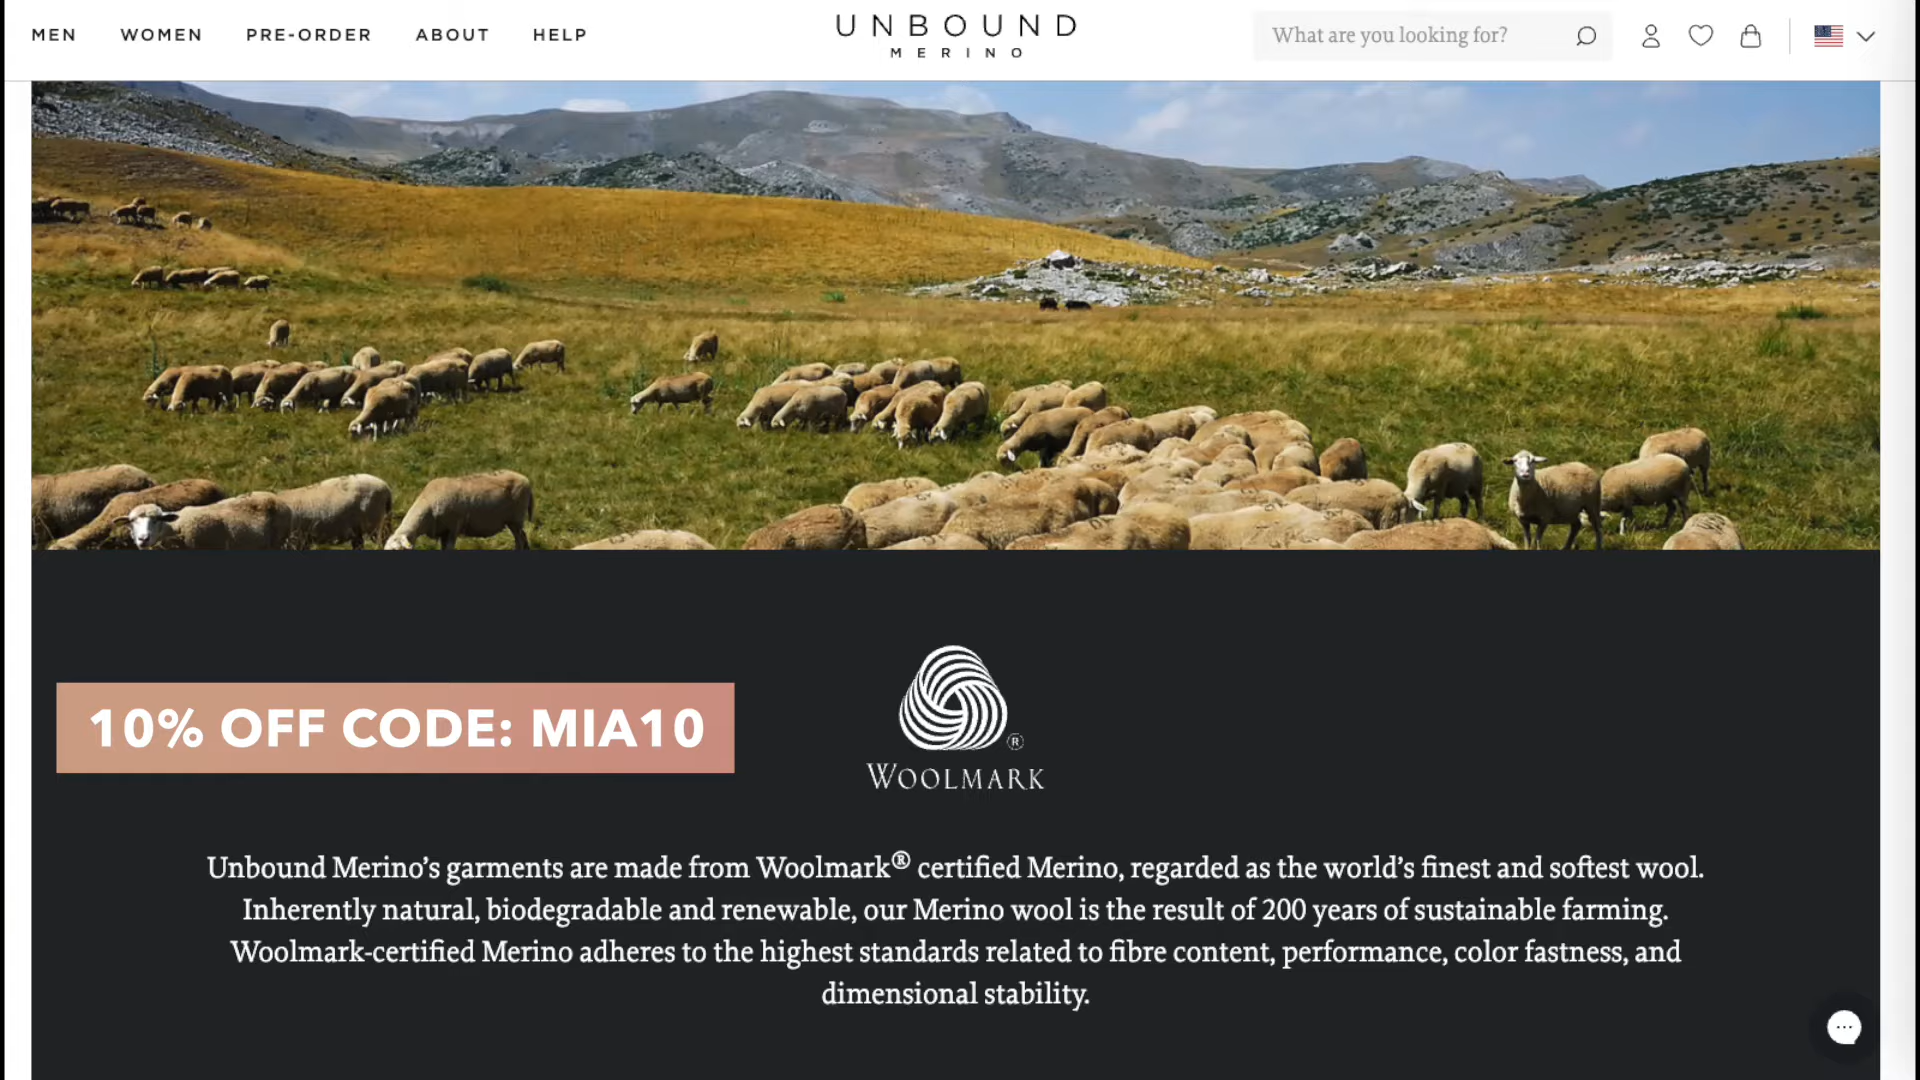 MEN WOMEN PRE-ORDER ABOUT HELP
UNBOUND
MERINO
What are you looking for?
10% OFF CODE: MIA10
®
WOOLMARK
Unbound Merino’s garments are made from Woolmark® certified Merino, regarded as the world’s finest and softest wool.
Inherently natural, biodegradable and renewable, our Merino wool is the result of 200 years of sustainable farming.
Woolmark-certified Merino adheres to the highest standards related to fibre content, performance, color fastness, and
dimensional stability.